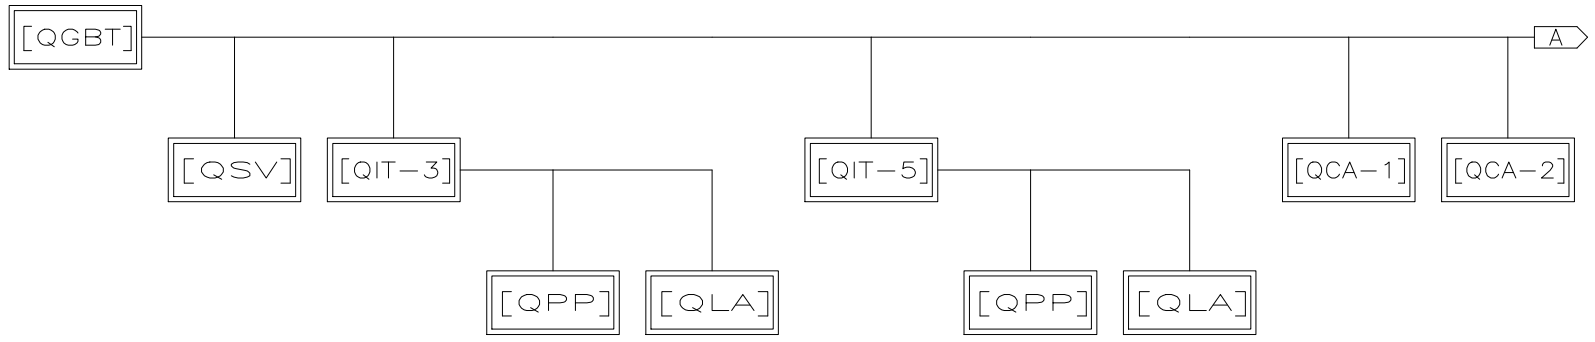 [QGBT]
A
[QSV]
[QIT-3]
[QIT-5]
[QCA-1]
[QCA-2]
[QPP]
[QLA]
[QPP]
[QLA]